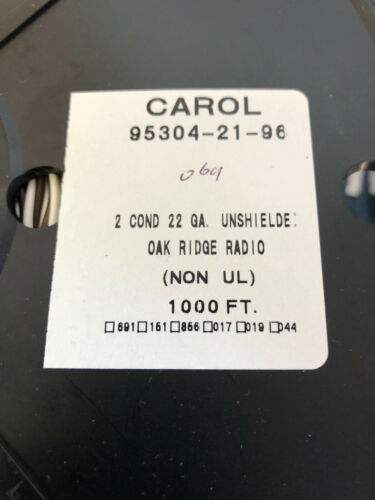 CAROL
95304-21-96
069
2 COND 22 GA. UNSHIELDE:
OAK RIDGE RADIO
(NON UL)
1000 FT.
☐691☐161☐866☐017☐019☐044